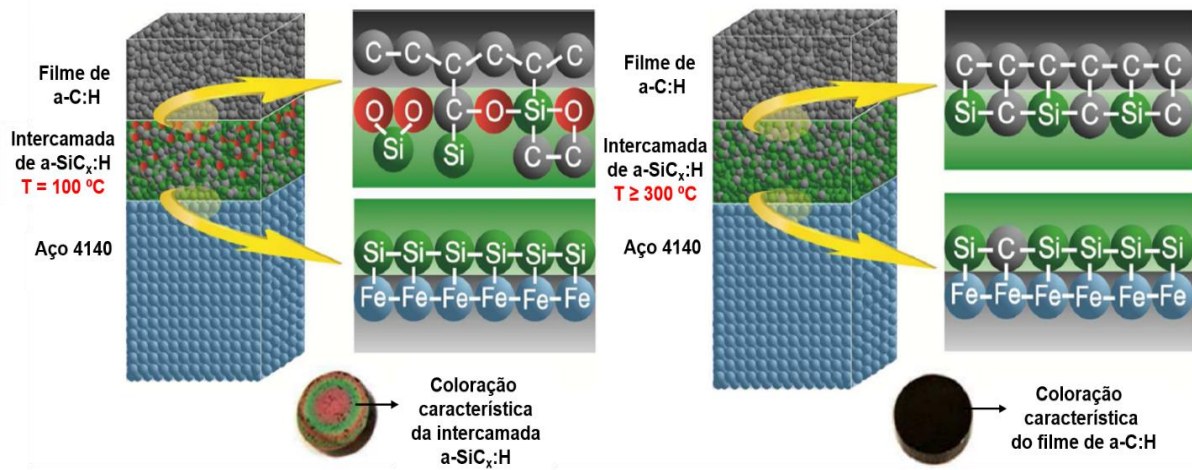 Filme de
a-C:H
Intercamada
de a-SiCₓ:H
T = 100 ºC
Aço 4140
C C C C C C
O O C O Si O
Si Si C C
Si Si Si Si Si Si
Fe Fe Fe Fe Fe Fe
Coloração
característica
da intercamada
a-SiCₓ:H
Filme de
a-C:H
Intercamada
de a-SiCₓ:H
T ≥ 300 ºC
Aço 4140
C C C C C C
Si C Si C Si C
Si C Si Si Si Si
Fe Fe Fe Fe Fe Fe
Coloração
característica
do filme de a-C:H